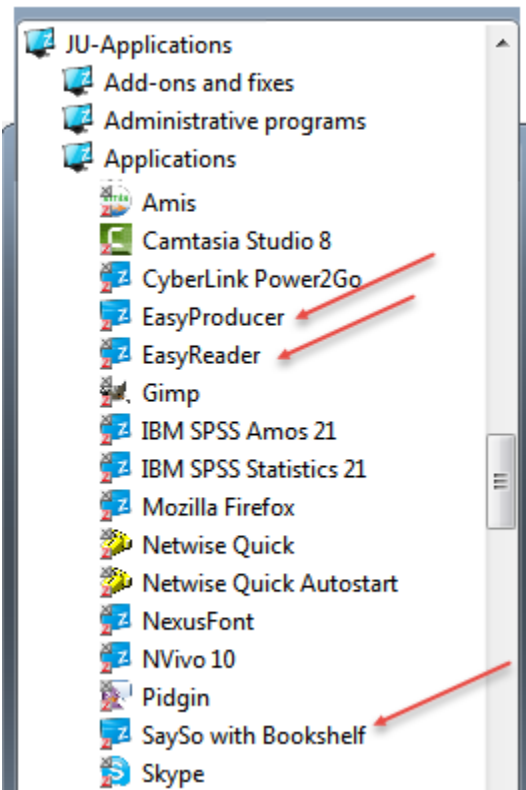 JU-Applications
Add-ons and fixes
Administrative programs
Applications
Amis
Camtasia Studio 8
CyberLink Power2Go
EasyProducer
EasyReader
Gimp
IBM SPSS Amos 21
IBM SPSS Statistics 21
Mozilla Firefox
Netwise Quick
Netwise Quick Autostart
NexusFont
NVivo 10
Pidgin
SaySo with Bookshelf
Skype